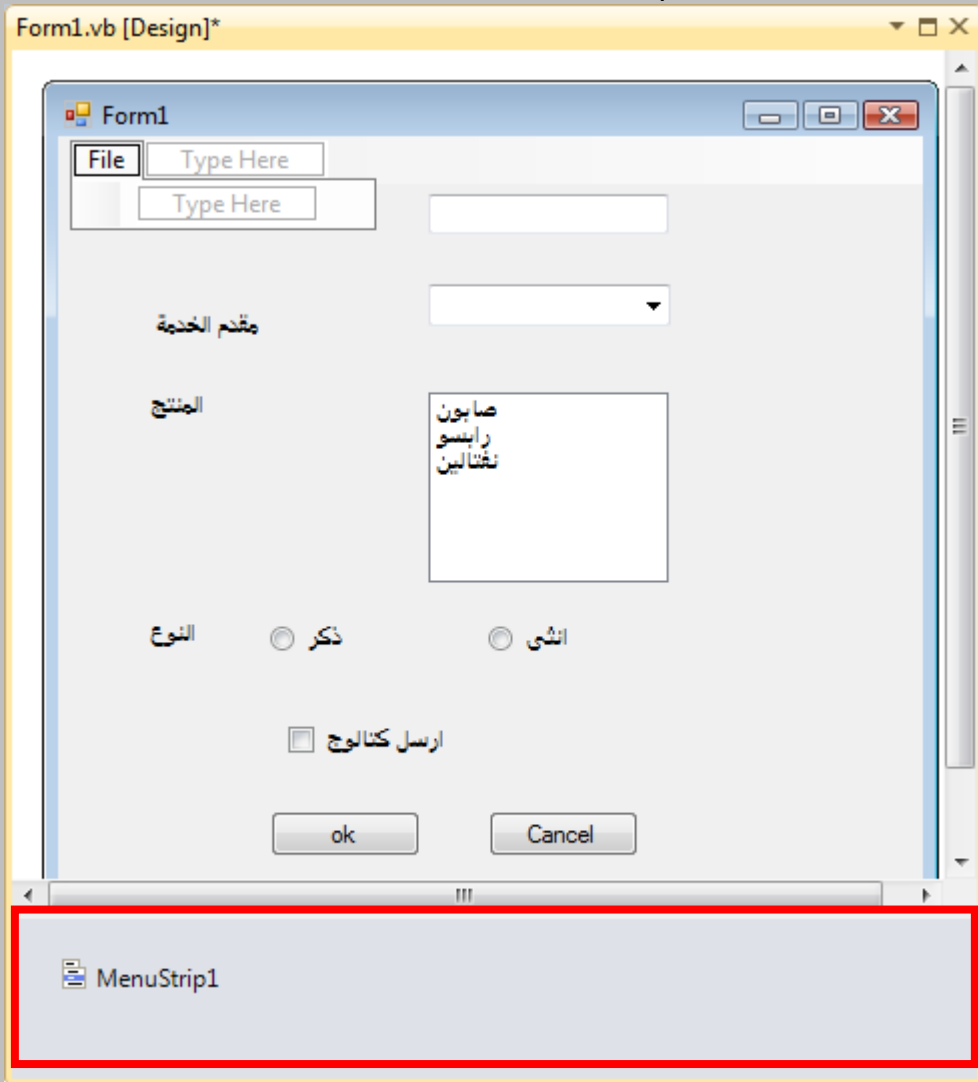 Form1.vb [Design]*
Form1
File Type Here
Type Here
مقدم الخدمة
المنتج
صابون
رابسو
نفتالين
النوع ذكر انثى
ارسل كتالوج
ok Cancel
MenuStrip1